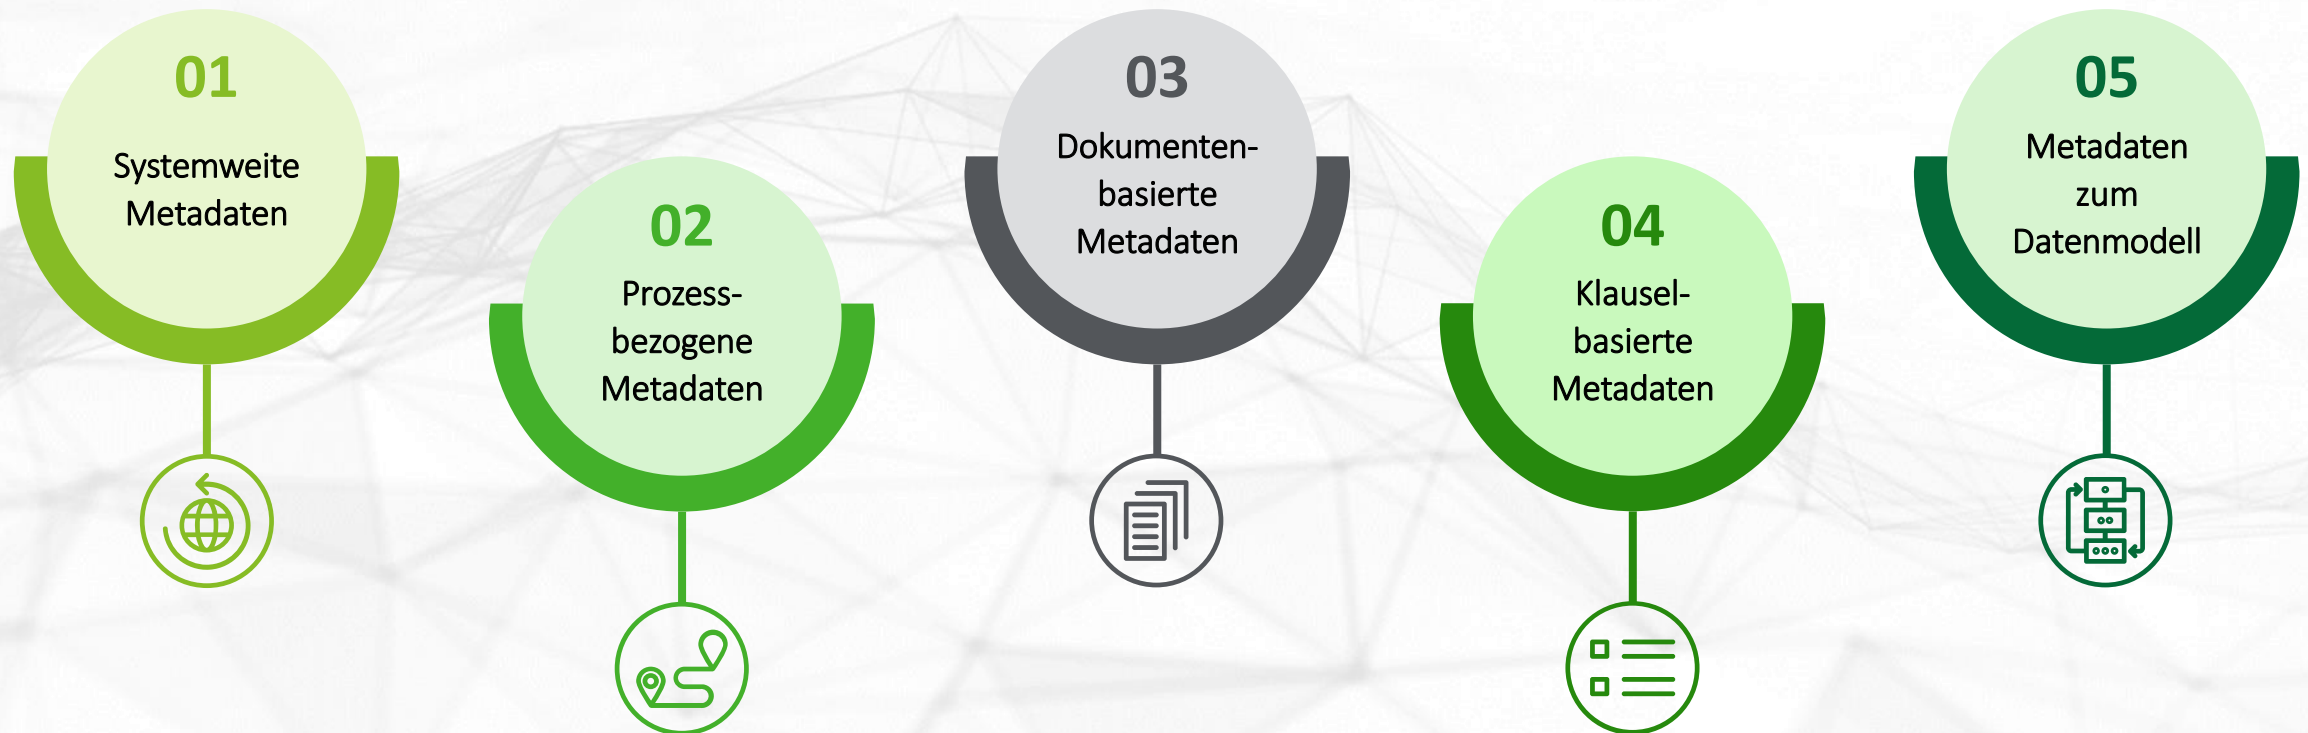 01
Systemweite
Metadaten
02
Prozess-
bezogene
Metadaten
03
Dokumenten-
basierte
Metadaten
04
Klausel-
basierte
Metadaten
05
Metadaten
zum
Datenmodell